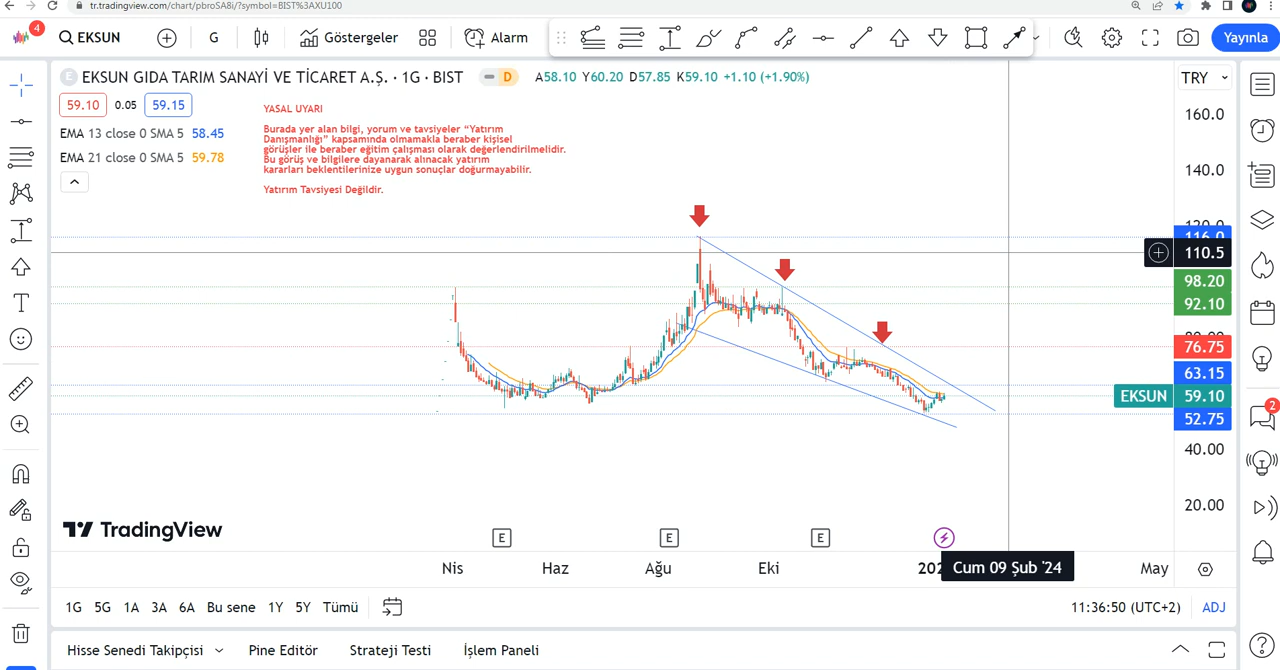 tr.tradingview.com/chart/pbroSA8i/?symbol=BIST%3AXU100
4
EKSUN
G
Göstergeler
Alarm
Yayınla
E EKSUN GIDA TARIM SANAYİ VE TİCARET A.Ş. · 1G · BIST
D
A58.10 Y60.20 D57.85 K59.10 +1.10 (+1.90%)
TRY
59.10 0.05 59.15
EMA 13 close 0 SMA 5 58.45
EMA 21 close 0 SMA 5 59.78
YASAL UYARI
Burada yer alan bilgi, yorum ve tavsiyeler “Yatırım
Danışmanlığı” kapsamında olmamakla beraber kişisel
görüşler ile beraber eğitim çalışması olarak değerlendirilmelidir.
Bu görüş ve bilgilere dayanarak alınacak yatırım
kararları beklentilerinize uygun sonuçlar doğurmayabilir.
Yatırım Tavsiyesi Değildir.
160.0
140.0
120.0
116.0
110.5
98.20
92.10
80.00
76.75
63.15
EKSUN 59.10
52.75
40.00
20.00
2
TradingView
E
E
E
Nis
Haz
Ağu
Eki
202
Cum 09 Şub '24
May
1G 5G 1A 3A 6A Bu sene 1Y 5Y Tümü
11:36:50 (UTC+2)
ADJ
Hisse Senedi Takipçisi
Pine Editör
Strateji Testi
İşlem Paneli